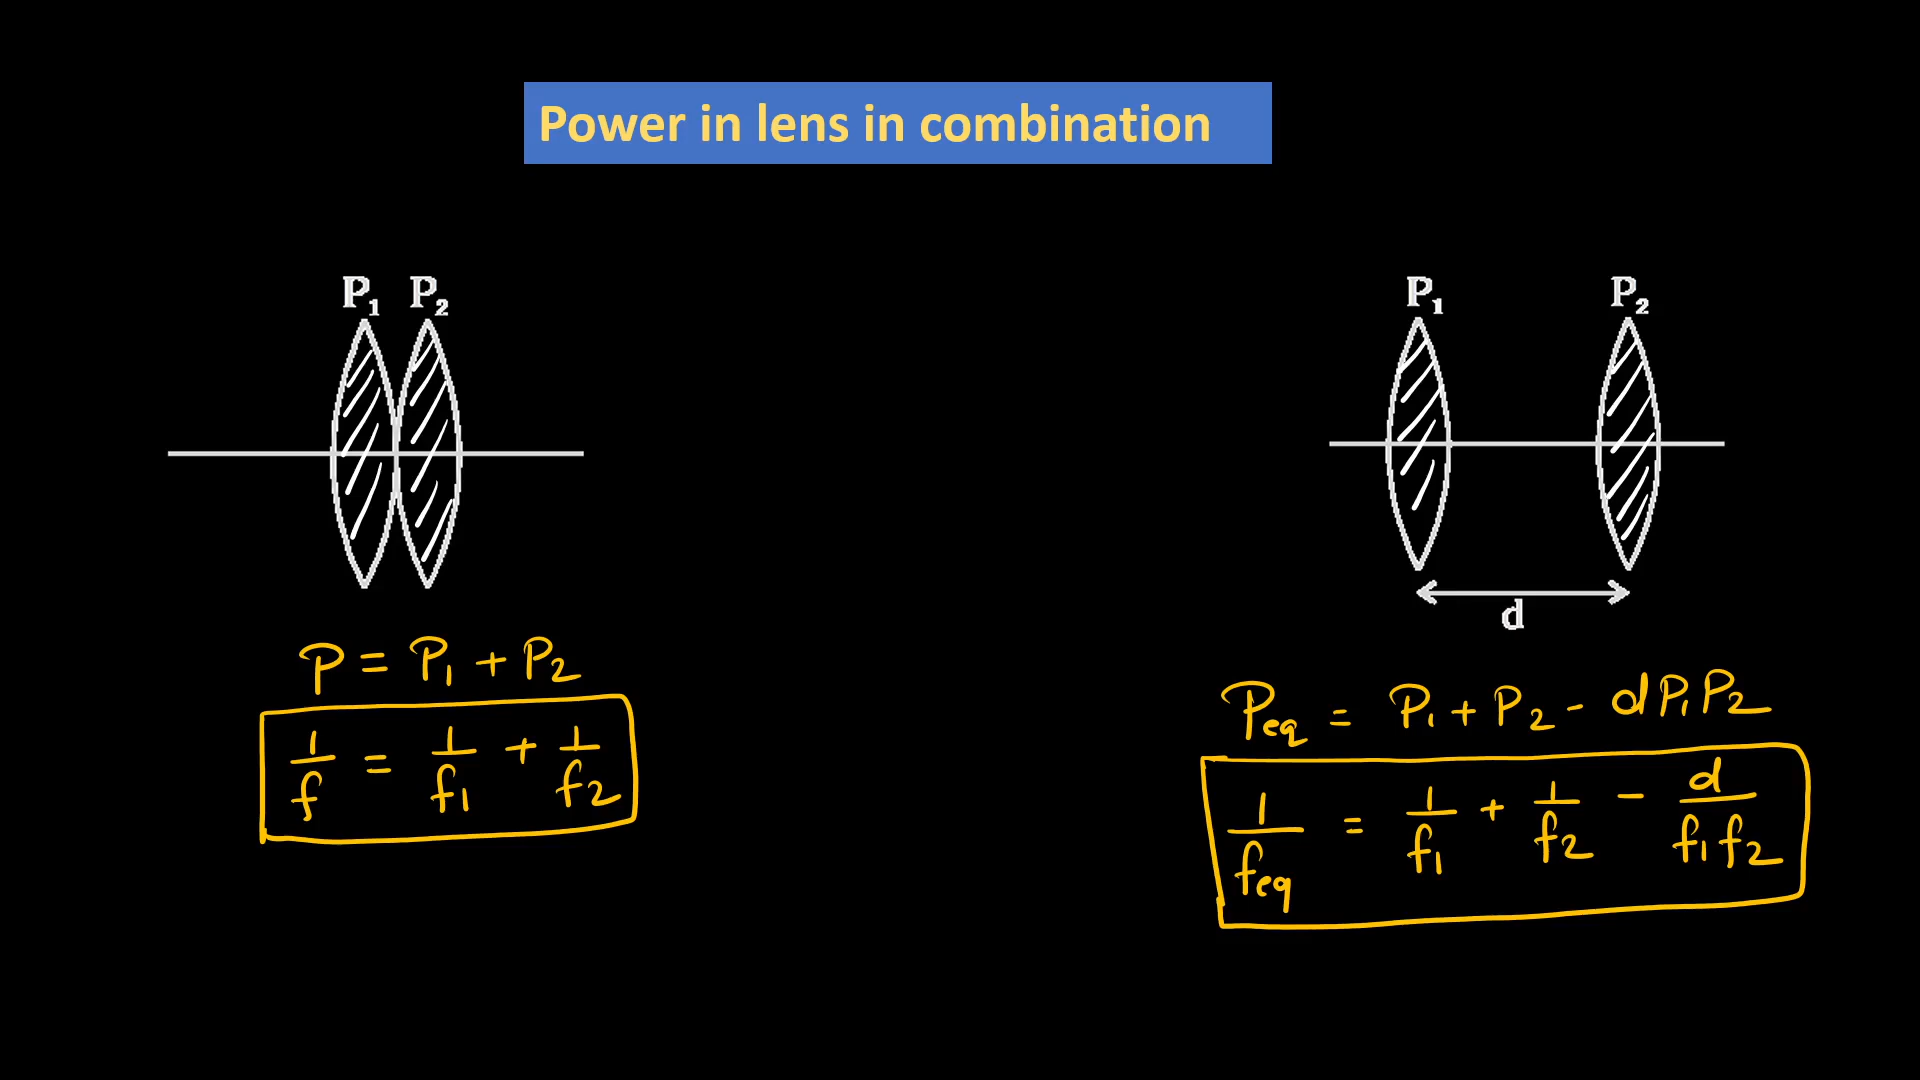 Power in lens in combination
P₁ P₂
P₁ P₂
d
P = P₁ + P₂
1/f = 1/f₁ + 1/f₂
Peq = P₁ + P₂ - dP₁P₂
1/feq = 1/f₁ + 1/f₂ - d/f₁f₂